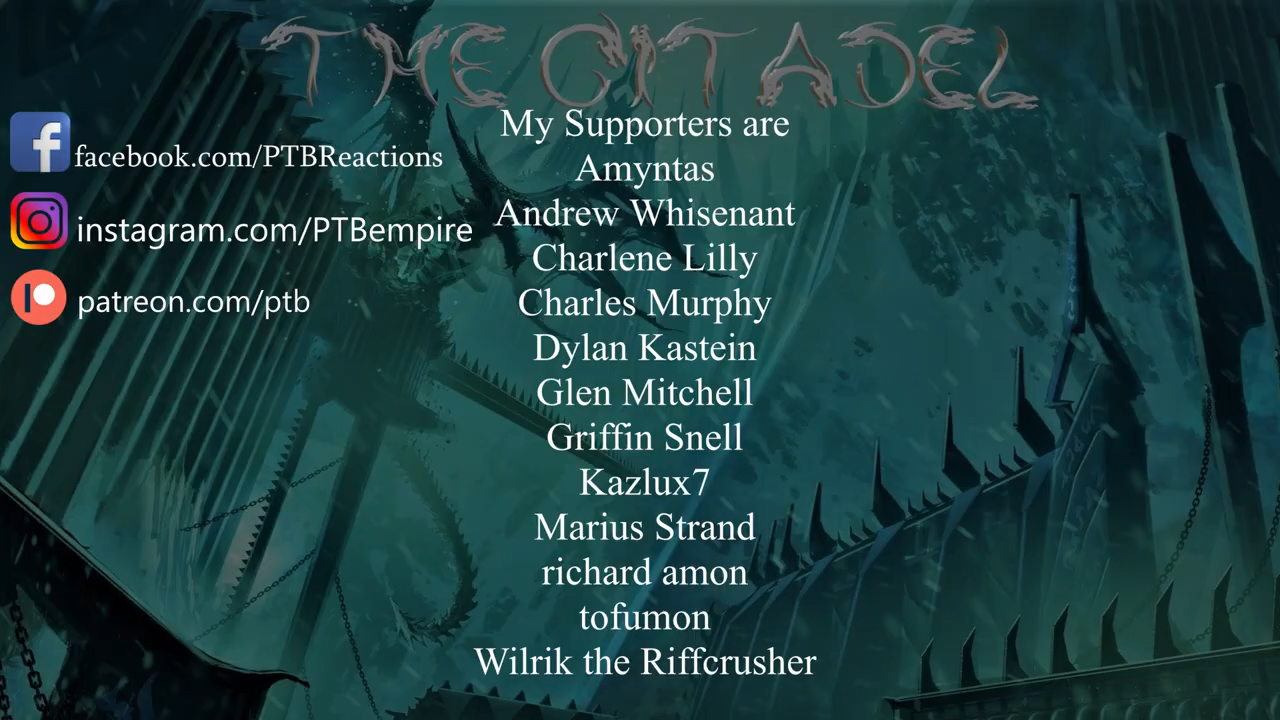 THE CITADEL
facebook.com/PTBReactions
instagram.com/PTBempire
patreon.com/ptb
My Supporters are
Amyntas
Andrew Whisenant
Charlene Lilly
Charles Murphy
Dylan Kastein
Glen Mitchell
Griffin Snell
Kazlux7
Marius Strand
richard amon
tofumon
Wilrik the Riffcrusher